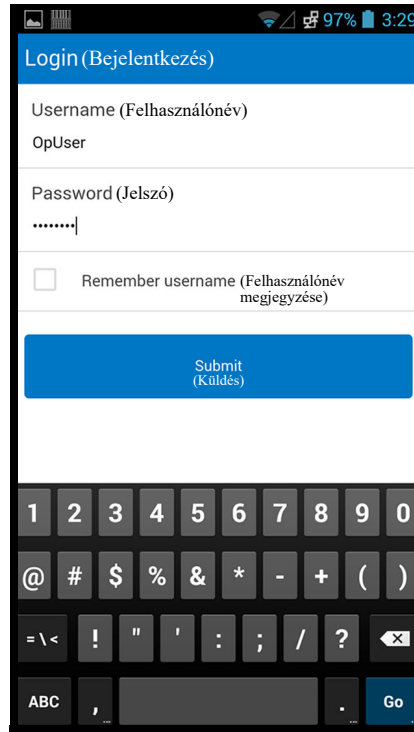 97% 3:29
Login (Bejelentkezés)
Username (Felhasználónév)
OpUser
Password (Jelszó)
••••••••
Remember username (Felhasználónév
megjegyzése)
Submit
(Küldés)
1 2 3 4 5 6 7 8 9 0
@ # $ % & * - + ( )
= \ < ! " ' : ; / ? 
ABC , . Go